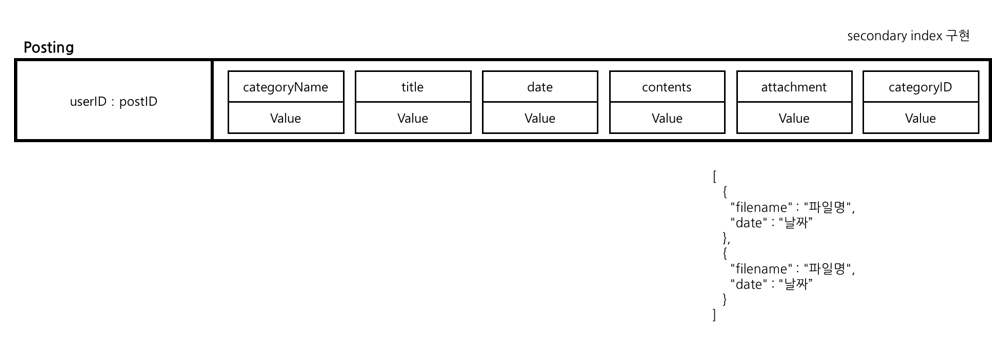 secondary index 구현
Posting
userID : postID
categoryName title date contents attachment categoryID
Value Value Value Value Value Value
[
{
"filename" : "파일명",
"date" : "날짜"
},
{
"filename" : "파일명",
"date" : "날짜"
}
]